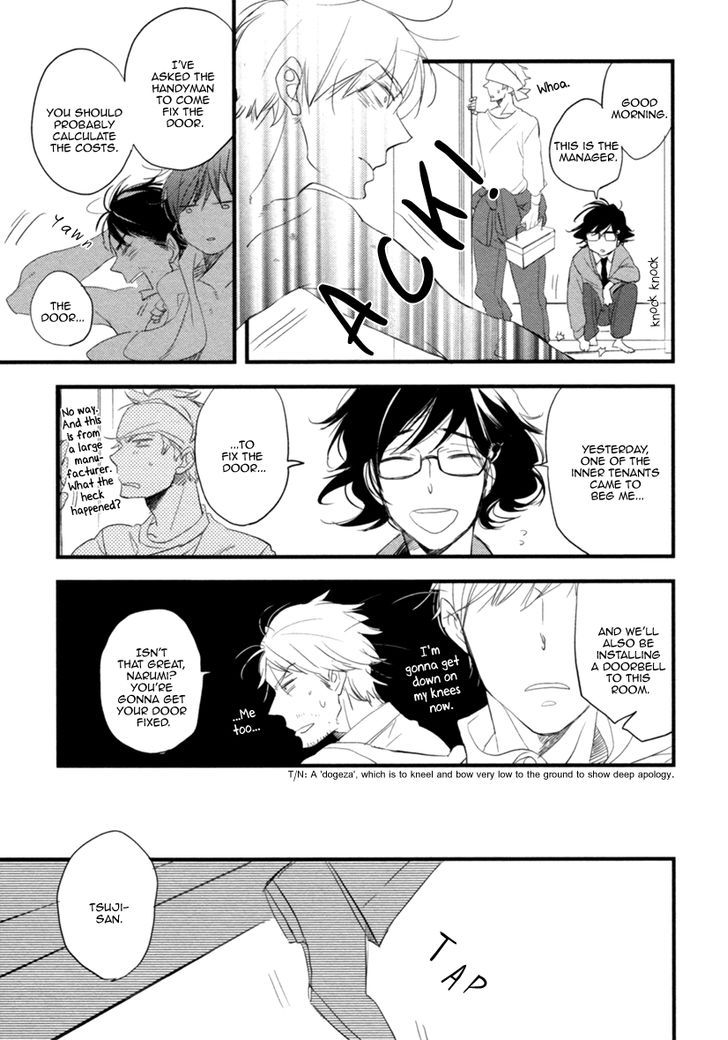 GOOD
MORNING.
THIS IS THE
MANAGER.
Whoa.
knock knock
ACK!
I'VE
ASKED THE
HANDYMAN
TO COME
FIX THE
DOOR.
YOU SHOULD
PROBABLY
CALCULATE
THE COSTS.
Yawn
THE
DOOR...
YESTERDAY,
ONE OF THE
INNER TENANTS
CAME TO
BEG ME...
...TO
FIX THE
DOOR...
No way.
And this
is from
a large
manu-
facturer.
What the
heck
happened?
AND WE'LL
ALSO BE
INSTALLING
A DOORBELL
TO THIS
ROOM.
I'm
gonna get
down on
my knees
now.
...Me
too...
ISN'T
THAT GREAT,
NARUMI?
YOU'RE
GONNA GET
YOUR DOOR
FIXED.
T/N: A 'dogeza', which is to kneel and bow very low to the ground to show deep apology.
TAP
TSUJI-
SAN.